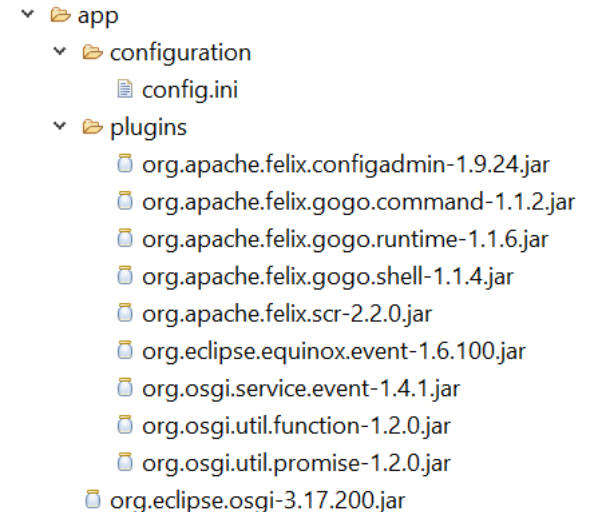 app
configuration
config.ini
plugins
org.apache.felix.configadmin-1.9.24.jar
org.apache.felix.gogo.command-1.1.2.jar
org.apache.felix.gogo.runtime-1.1.6.jar
org.apache.felix.gogo.shell-1.1.4.jar
org.apache.felix.scr-2.2.0.jar
org.eclipse.equinox.event-1.6.100.jar
org.osgi.service.event-1.4.1.jar
org.osgi.util.function-1.2.0.jar
org.osgi.util.promise-1.2.0.jar
org.eclipse.osgi-3.17.200.jar